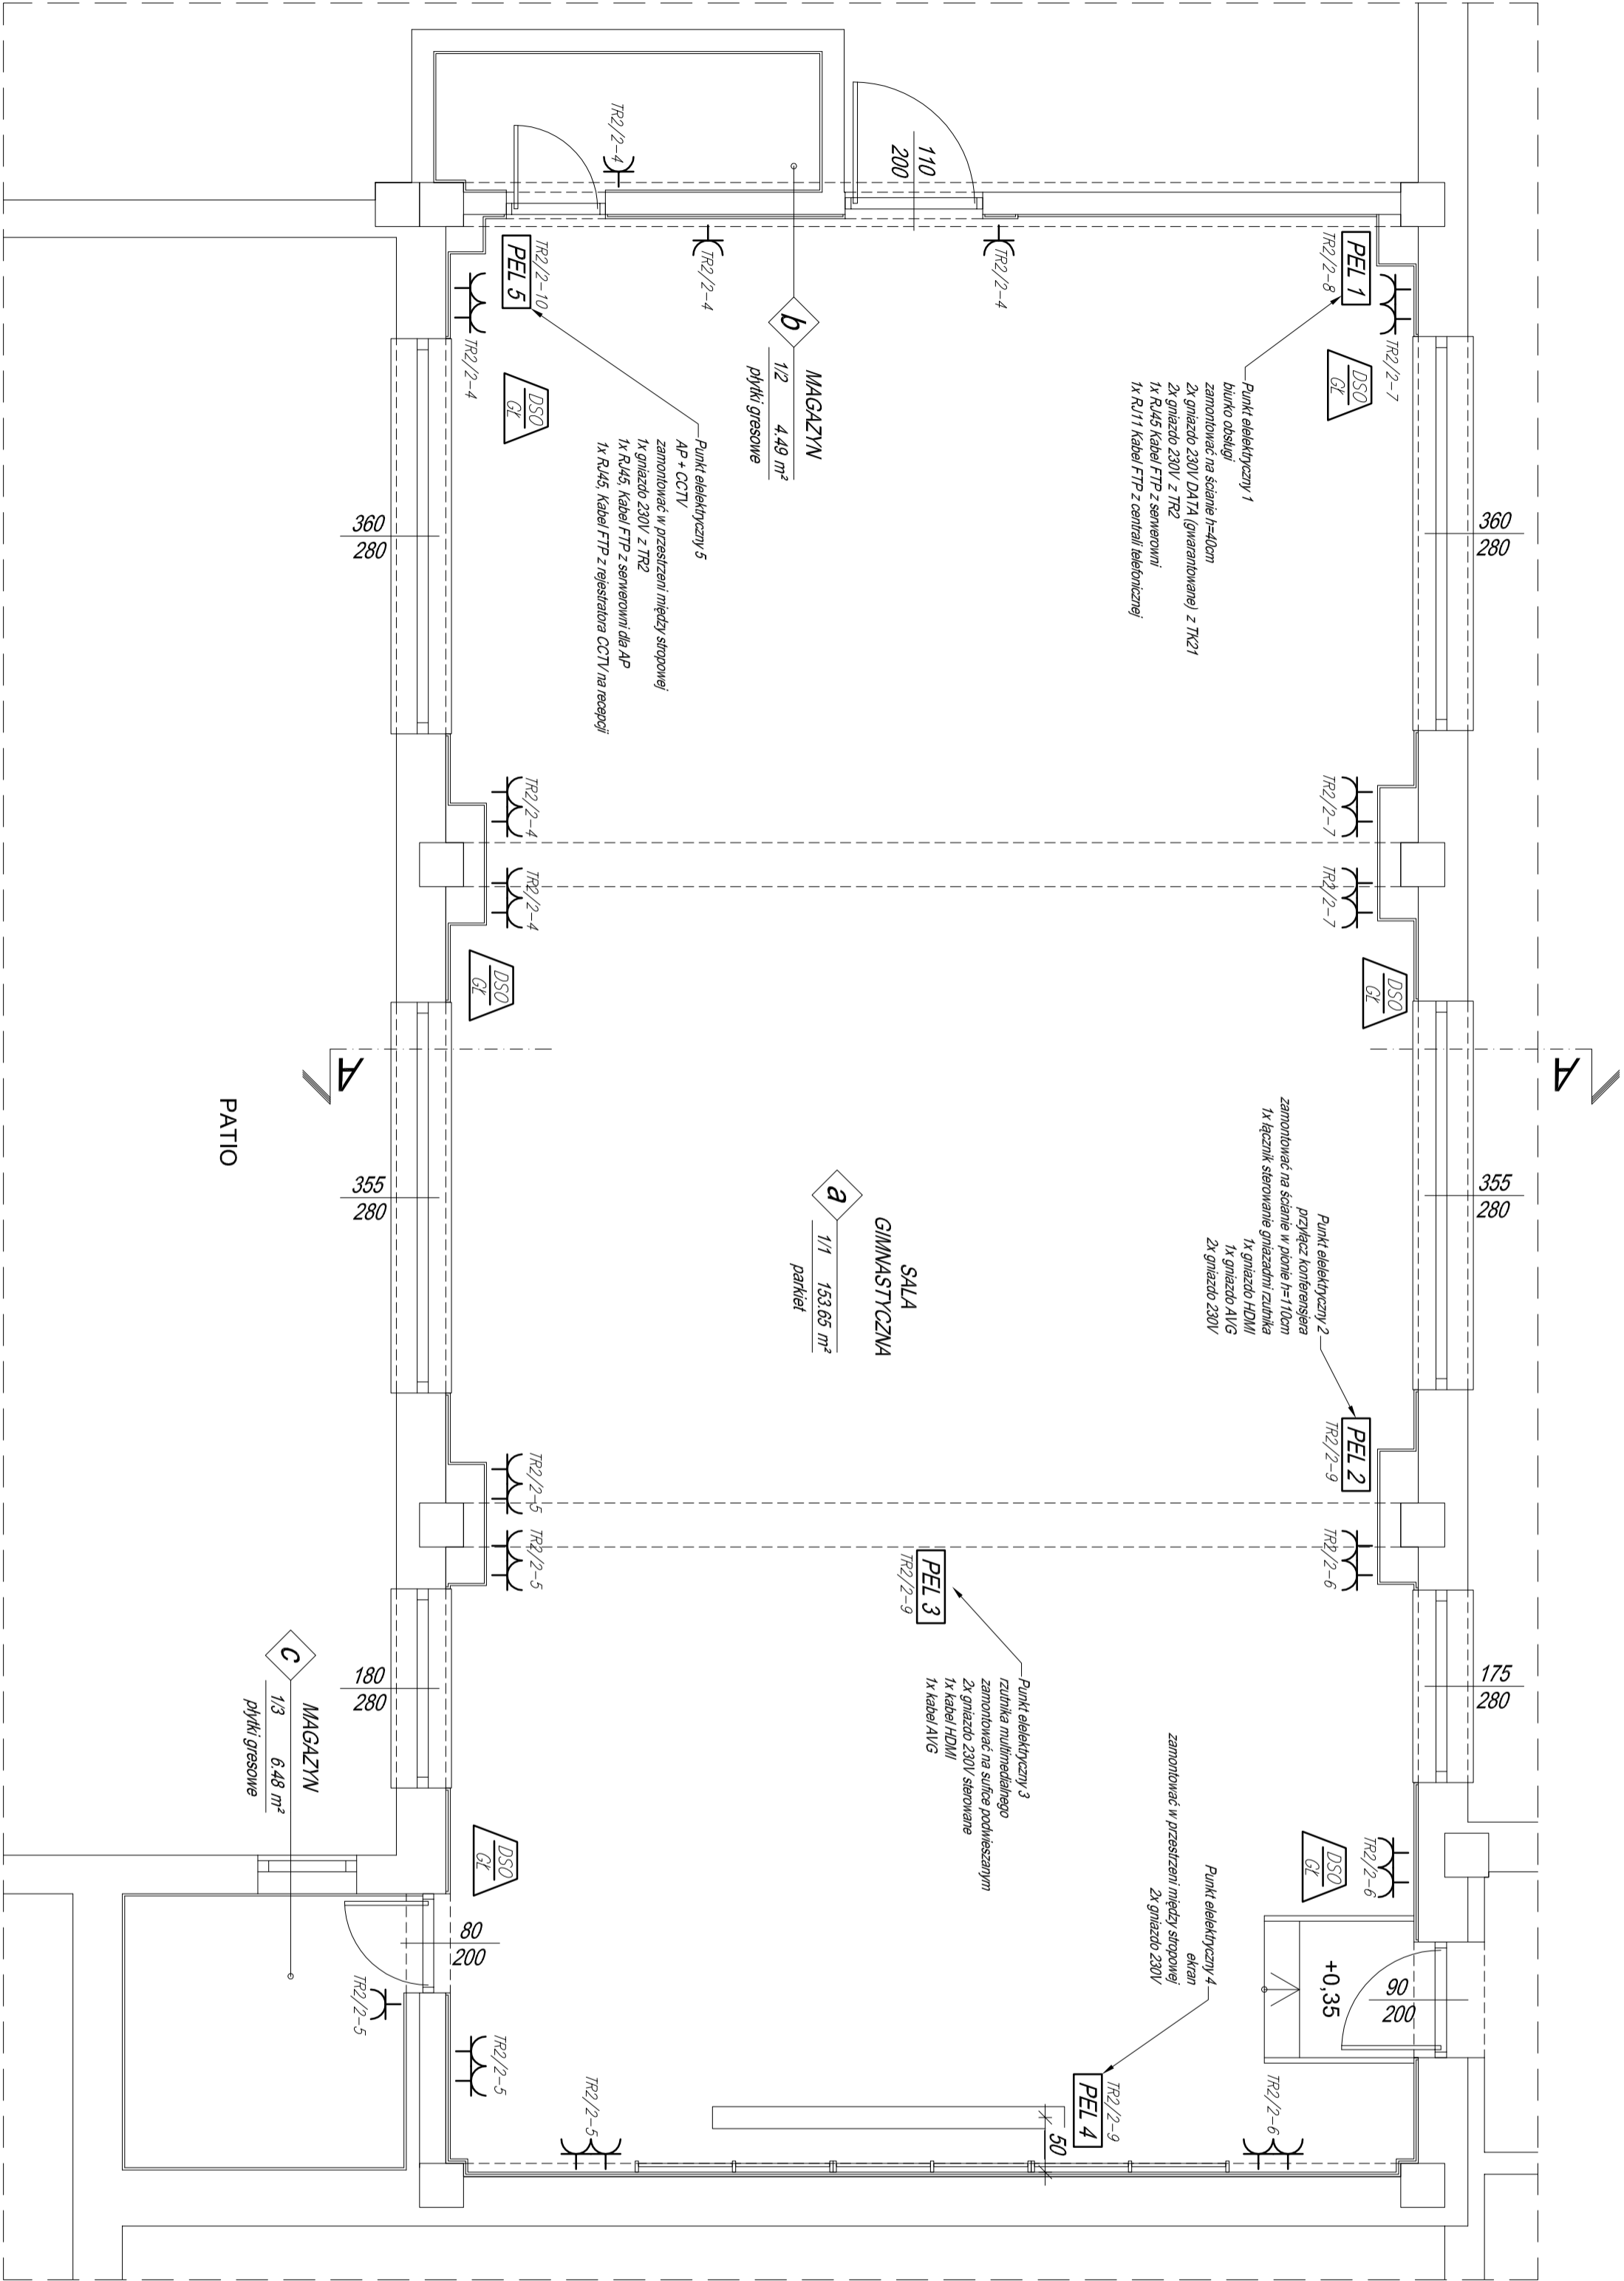 PEL 1
TR2/2-8
TR2/2-7
DSO
GŁ
Punkt elelektryczny 1
biurko obsługi
zamontować na ścianie h=40cm
2x gniazdo 230V DATA (gwarantowane) z TK21
2x gniazdo 230V z TR2
1x RJ45 Kabel FTP z serwerowni
1x RJ11 Kabel FTP z centrali telefonicznej
360
280
TR2/2-7
TR2/2-7
DSO
GŁ
A
355
280
Punkt elelektryczny 2
przyłącz konferensjera
zamontować na ścianie w pionie h=110cm
1x łącznik sterowanie gniazadmi rzutnika
1x gniazdo HDMI
1x gniazdo AVG
2x gniazdo 230V
PEL 2
TR2/2-9
TR2/2-6
175
280
TR2/2-6
DSO
GŁ
+0,35
90
200
TR2/2-6
Punkt elelektryczny 4
ekran
zamontować w przestrzeni między stropowej
2x gniazdo 230V
TR2/2-9
PEL 4
50
PEL 3
TR2/2-9
Punkt elelektryczny 3
rzutnika multimedialnego
zamontować na sufice podwieszanym
2x gniazdo 230V sterowane
1x kabel HDMI
1x kabel AVG
110
200
TR2/2-4
TR2/2-4
TR2/2-4
b
MAGAZYN
1/2 4.49 m²
płytki gresowe
a
SALA
GIMNASTYCZNA
1/1 153.65 m²
parkiet
TR2/2-10
PEL 5
TR2/2-4
DSO
GŁ
Punkt elelektryczny 5
AP + CCTV
zamontować w przestrzeni między stropowej
1x gniazdo 230V z TR2
1x RJ45, Kabel FTP z serwerowni dla AP
1x RJ45, Kabel FTP z rejestratora CCTV na recepcji
360
280
TR2/2-4
TR2/2-4
DSO
GŁ
A
355
280
TR2/2-5
TR2/2-5
180
280
DSO
GŁ
80
200
TR2/2-5
TR2/2-5
TR2/2-5
PATIO
c
MAGAZYN
1/3 6.48 m²
płytki gresowe